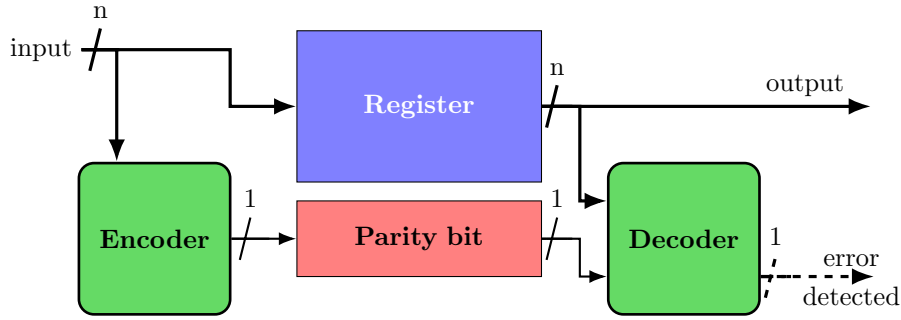 n
input
Register
n
output
Encoder
1
Parity bit
1
Decoder
1
error
detected